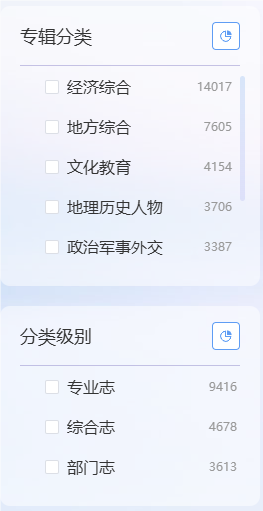 专辑分类
经济综合 14017
地方综合 7605
文化教育 4154
地理历史人物 3706
政治军事外交 3387
分类级别
专业志 9416
综合志 4678
部门志 3613